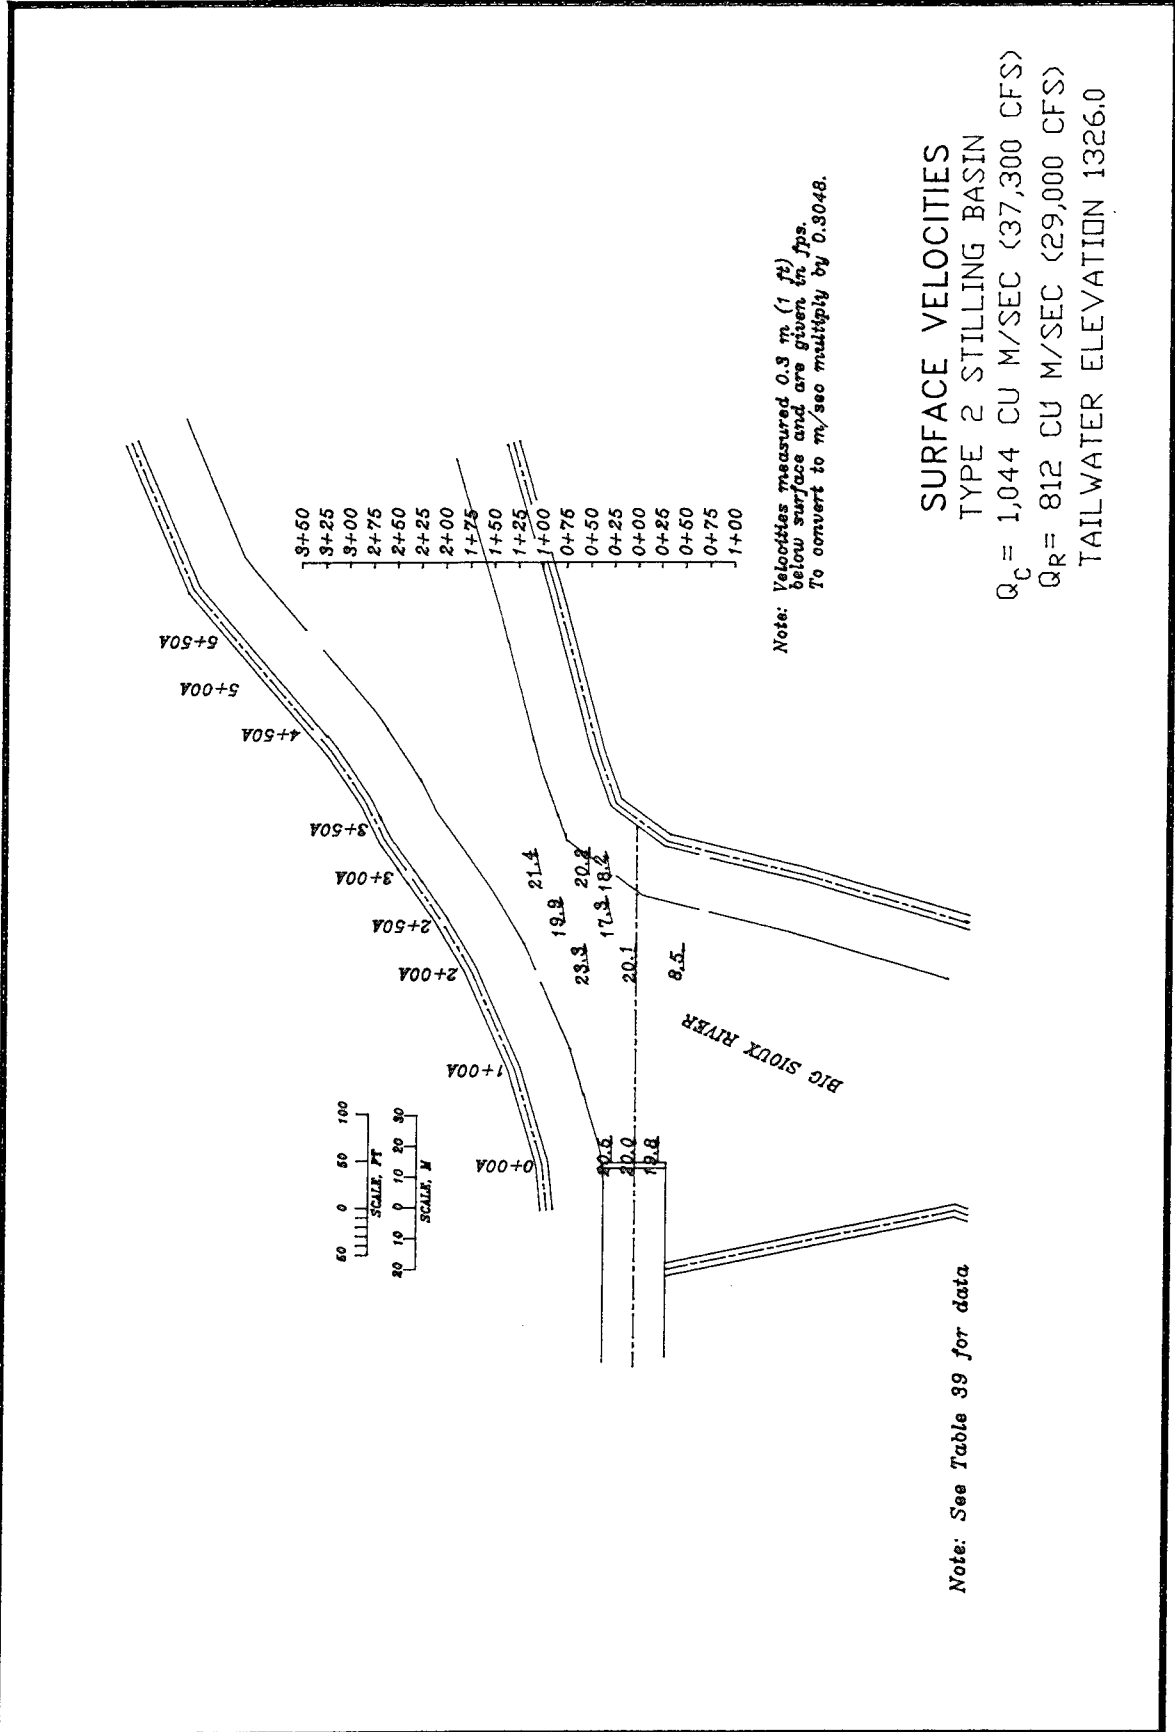 5+50A
5+00A
4+50A
3+50A
3+00A
2+50A
2+00A
1+00A
0+00A
3+50
3+25
3+00
2+75
2+50
2+25
2+00
1+75
1+50
1+25
1+00
0+75
0+50
0+25
0+00
0+25
0+50
0+75
1+00
50 0 50 100
SCALE, FT
20 10 0 10 20 30
SCALE, M
21.4
19.9
20.2
23.3
17.3
18.2
20.1
8.5
20.5
20.0
19.8
BIG SIOUX RIVER
Note: Velocities measured 0.3 m (1 ft)
below surface and are given in fps.
To convert to m/sec multiply by 0.3048.
Note: See Table 39 for data
SURFACE VELOCITIES
TYPE 2 STILLING BASIN
QC= 1,044 CU M/SEC (37,300 CFS)
QR= 812 CU M/SEC (29,000 CFS)
TAILWATER ELEVATION 1326.0